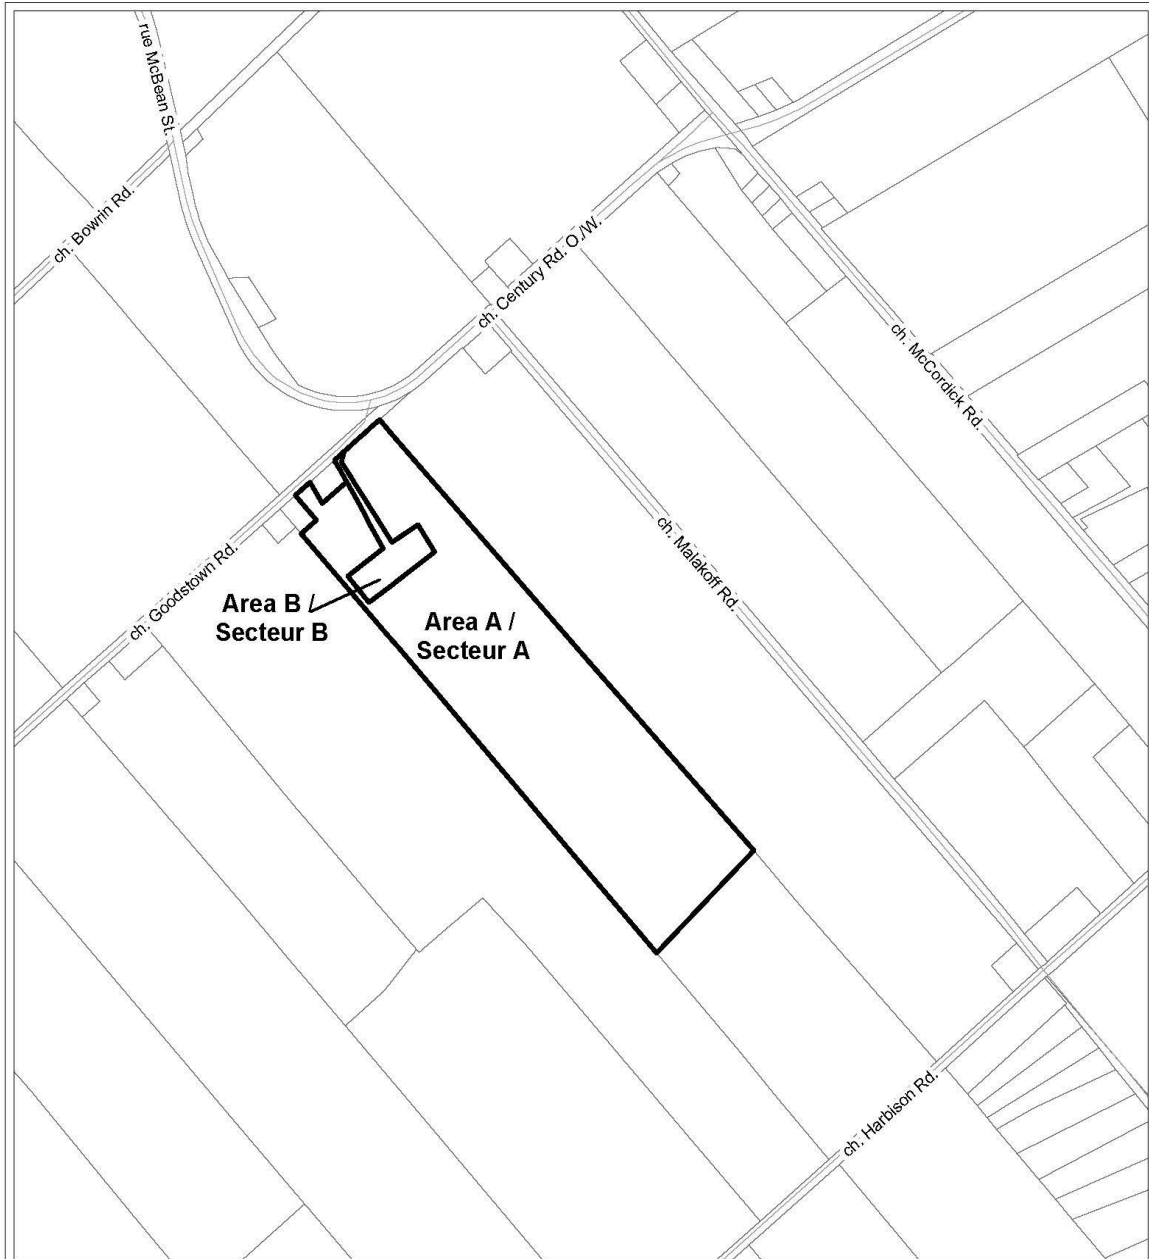 rue McBean St.
ch. Bowrin Rd.
ch. Century Rd. O./W.
ch. McCordick Rd.
ch. Goodstown Rd.
ch. Malakoff Rd.
Area B /
Secteur B
Area A /
Secteur A
ch. Harbison Rd.